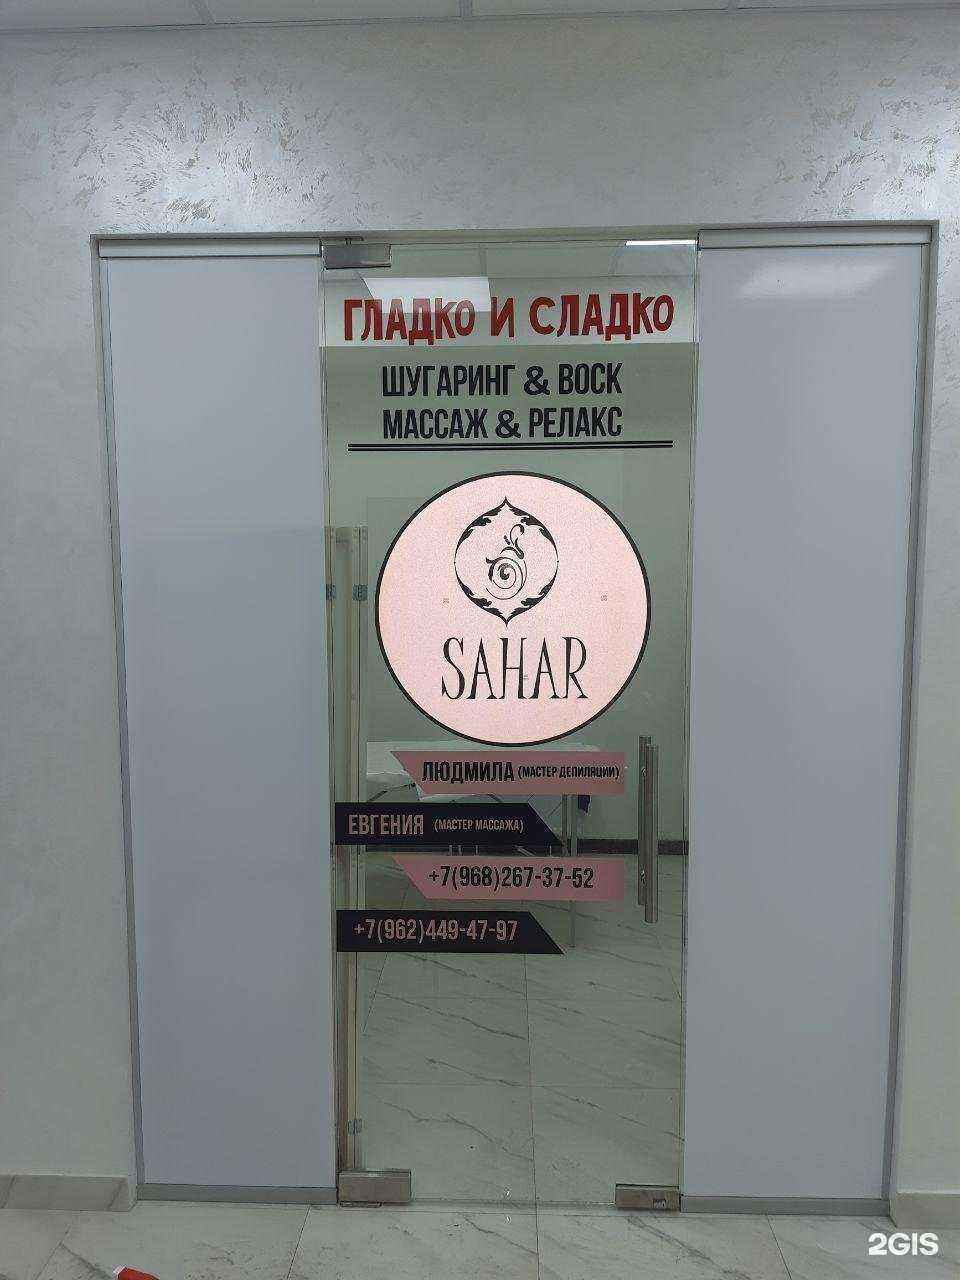 ГЛАДКО И СЛАДКО
ШУГАРИНГ & ВОСК
МАССАЖ & РЕЛАКС
SAHAR
ЛЮДМИЛА (МАСТЕР ДЕПИЛЯЦИИ)
ЕВГЕНИЯ (МАСТЕР МАССАЖА)
+7(968)267-37-52
+7(962)449-47-97
2GIS